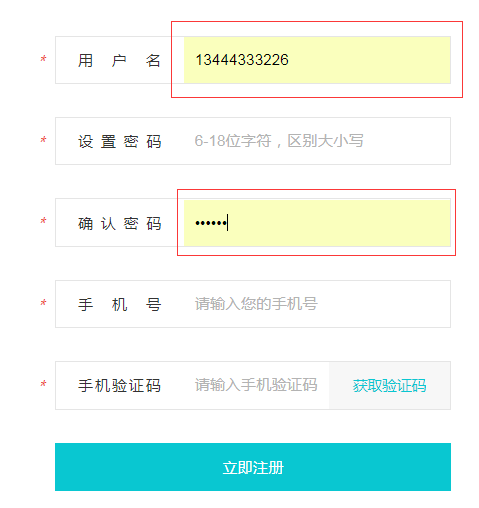 * 用户名 13444333226
* 设置密码 6-18位字符，区别大小写
* 确认密码 ••••••
* 手机号 请输入您的手机号
* 手机验证码 请输入手机验证码 获取验证码
立即注册